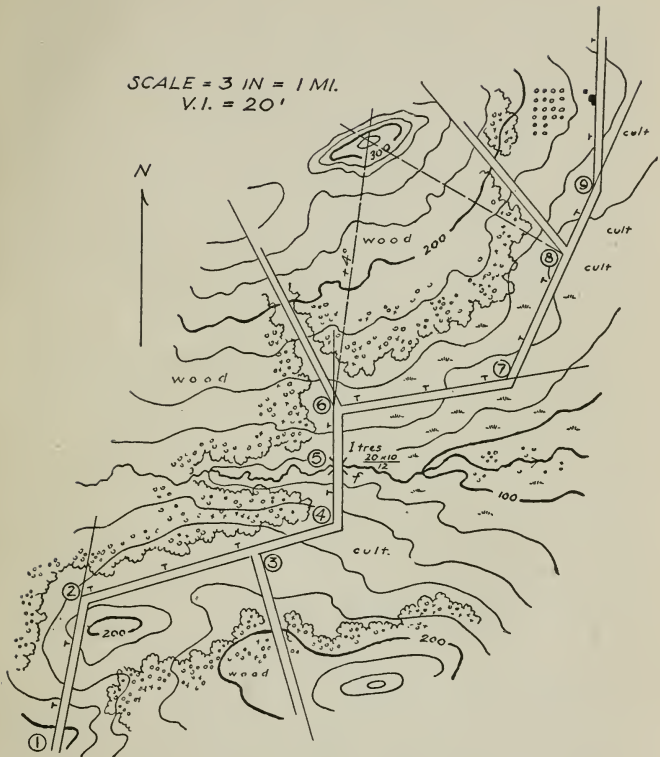 SCALE = 3 IN = 1 MI.
V.I. = 20'
N
300
cult
9
wood
200
cult
+4°
8
cult
wood
7
6
5
1 tres
20 x 10
12
f
100
4
cult.
3
2
200
200
wood
1